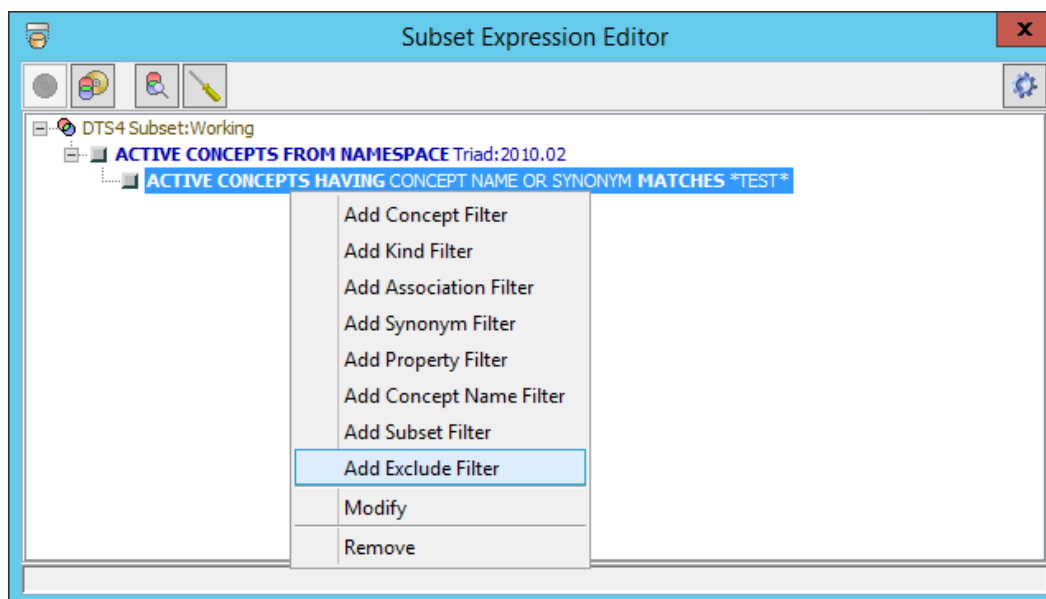 Subset Expression Editor
x
DTS4 Subset:Working
ACTIVE CONCEPTS FROM NAMESPACE Triad:2010.02
ACTIVE CONCEPTS HAVING CONCEPT NAME OR SYNONYM MATCHES *TEST*
Add Concept Filter
Add Kind Filter
Add Association Filter
Add Synonym Filter
Add Property Filter
Add Concept Name Filter
Add Subset Filter
Add Exclude Filter
Modify
Remove